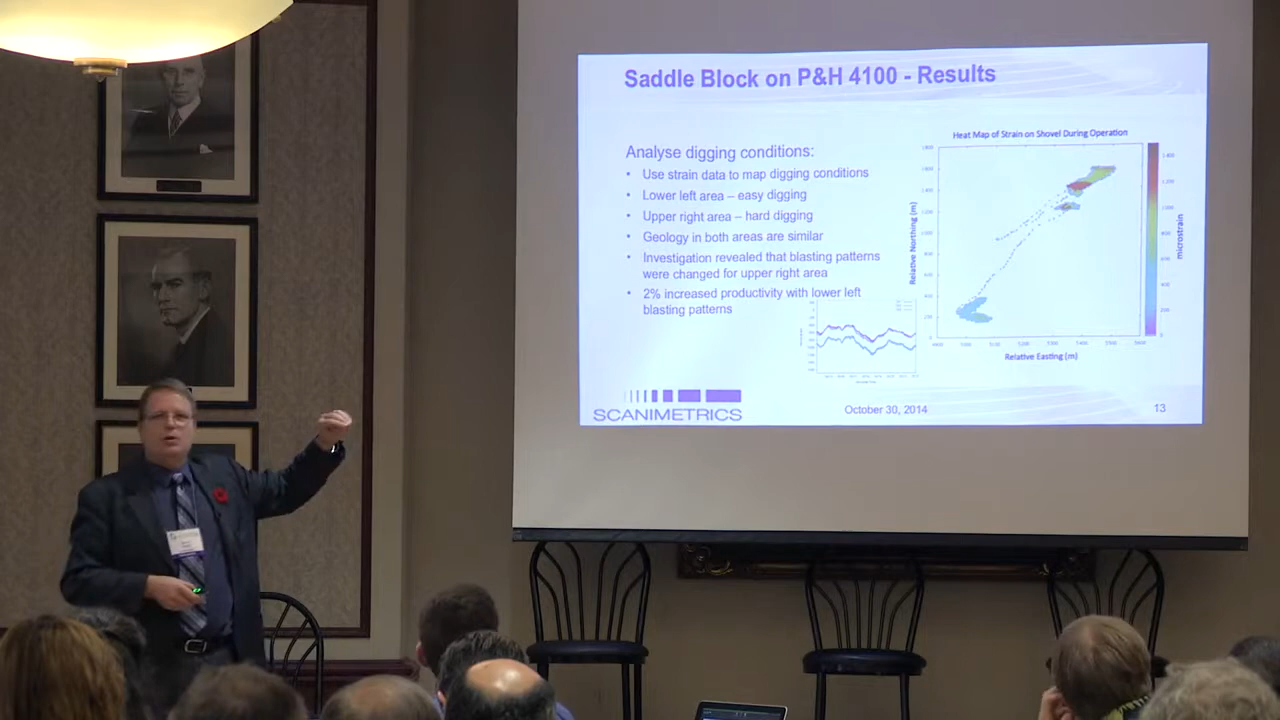 Saddle Block on P&H 4100 - Results
Analyse digging conditions:
• Use strain data to map digging conditions
• Lower left area – easy digging
• Upper right area – hard digging
• Geology in both areas are similar
• Investigation revealed that blasting patterns
were changed for upper right area
• 2% increased productivity with lower left
blasting patterns
Heat Map of Strain on Shovel During Operation
Relative Northing (m)
microstrain
Relative Easting (m)
SCANIMETRICS
October 30, 2014
13